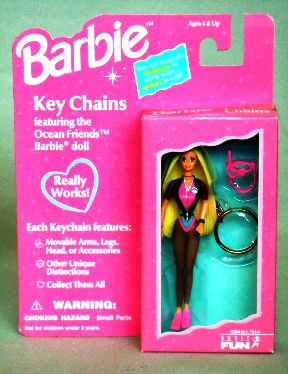 Barbie™
Ages 5 & Up
Key Chains
featuring the
Ocean Friends™
Barbie® doll
Really
Works!
Each Keychain features:
Movable Arms, Legs,
Head, or Accessories
Other Unique
Distinctions
Collect Them All
WARNING:
CHOKING HAZARD - Small Parts
Not for children under 3 years.
BASIC
FUN